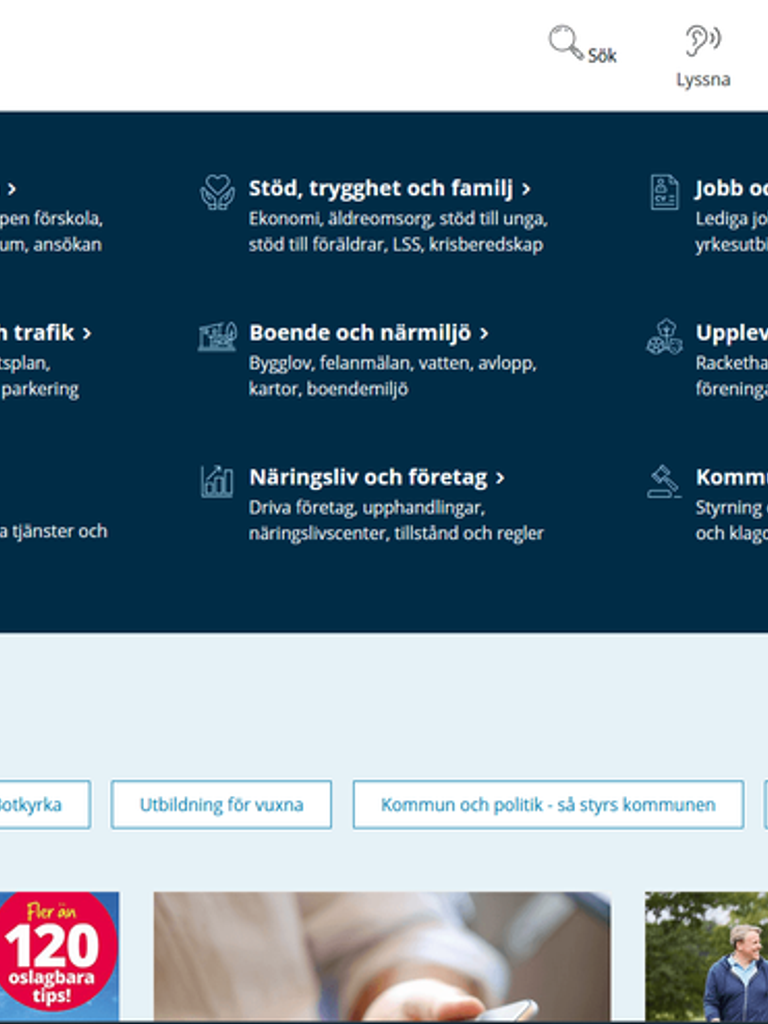 Sök
Lyssna
pen förskola,
um, ansökan
Stöd, trygghet och familj
Ekonomi, äldreomsorg, stöd till unga,
stöd till föräldrar, LSS, krisberedskap
Jobb oc
Lediga jo
yrkesutbi
h trafik
tsplan,
parkering
Boende och närmiljö
Bygglov, felanmälan, vatten, avlopp,
kartor, boendemiljö
Upplev
Racketha
föreninga
a tjänster och
Näringsliv och företag
Driva företag, upphandlingar,
näringslivscenter, tillstånd och regler
Kommu
Styrning
och klago
Botkyrka
Utbildning för vuxna
Kommun och politik - så styrs kommunen
Fler än
120
oslagbara
tips!